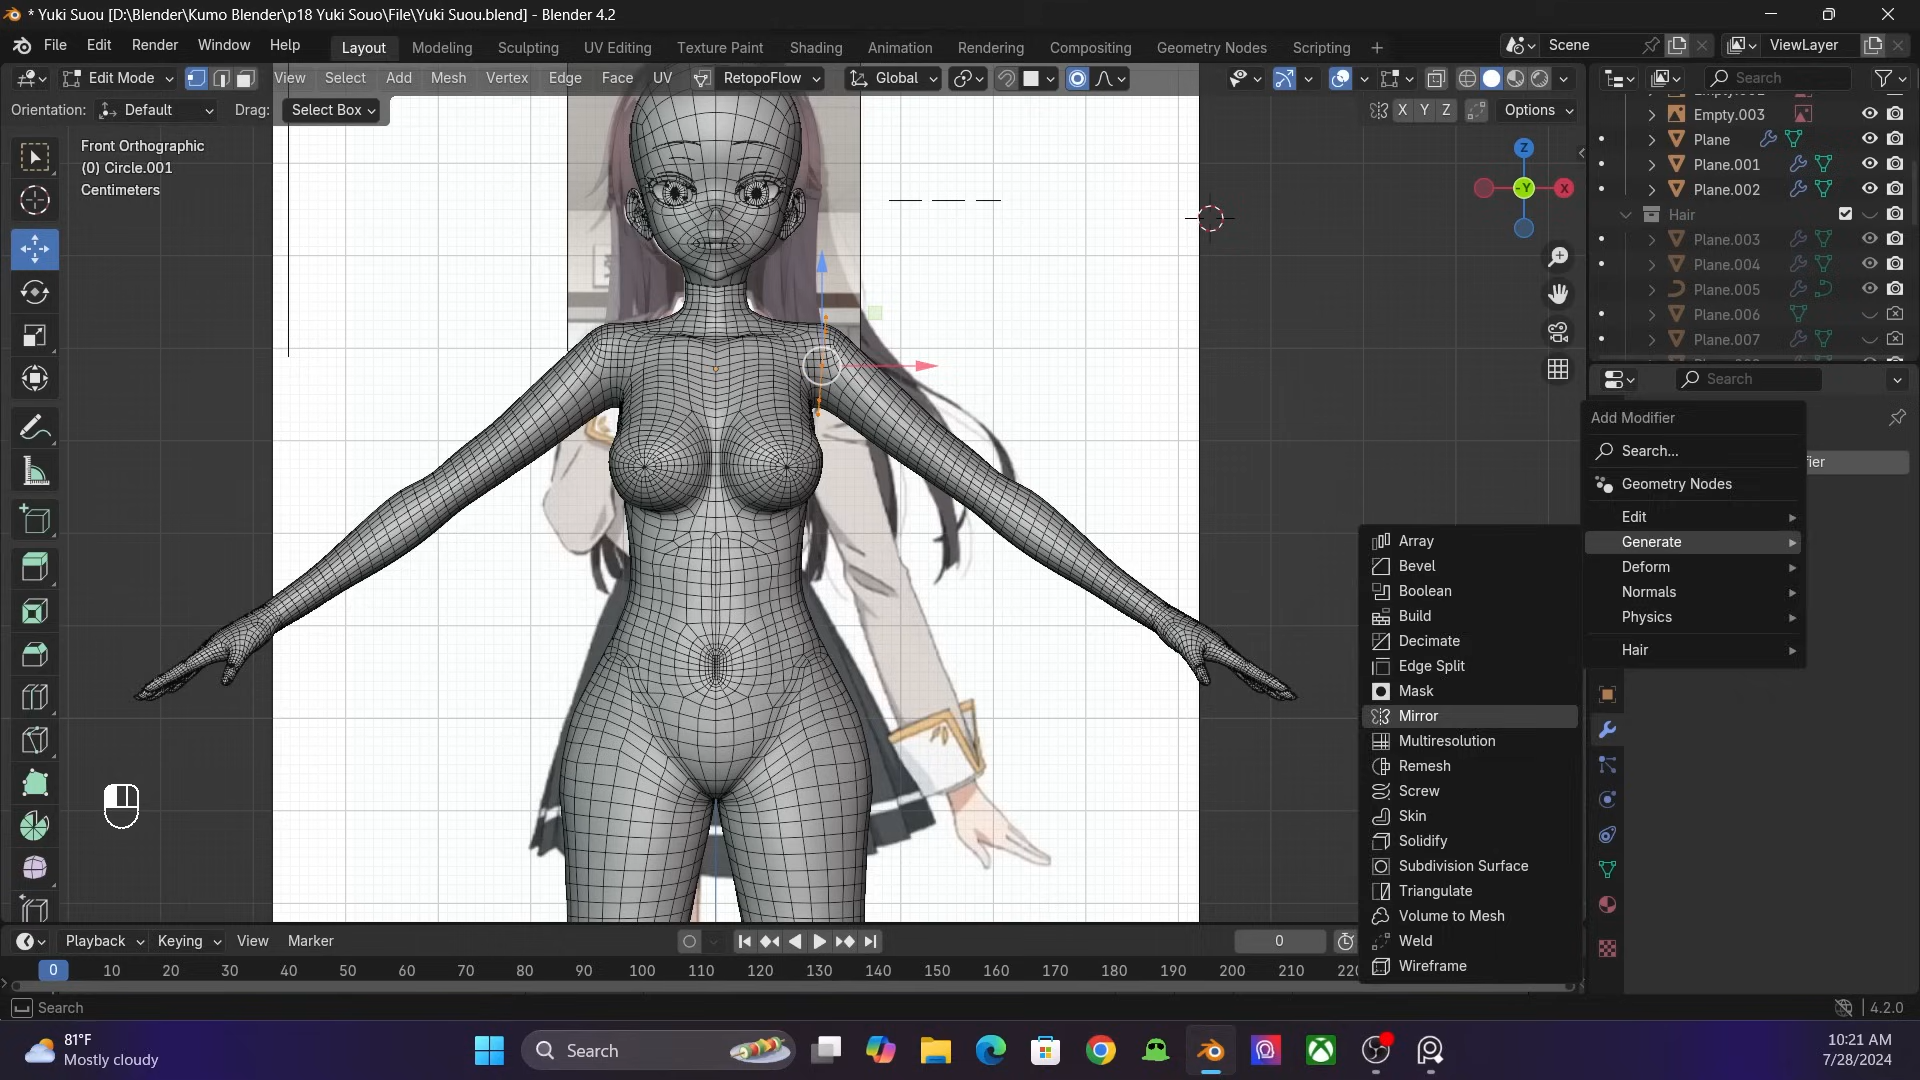 * Yuki Suou [D:\Blender\Kumo Blender\p18 Yuki Souo\File\Yuki Suou.blend] - Blender 4.2
File Edit Render Window Help Layout Modeling Sculpting UV Editing Texture Paint Shading Animation Rendering Compositing Geometry Nodes Scripting + Scene ViewLayer
Edit Mode View Select Add Mesh Vertex Edge Face UV RetopoFlow Global Search
Orientation: Default Drag: Select Box X Y Z Options
Front Orthographic
(0) Circle.001
Centimeters
Z
-Y
X
Empty.003
Plane
Plane.001
Plane.002
Hair
Plane.003
Plane.004
Plane.005
Plane.006
Plane.007
Search
Add Modifier
Search...
Geometry Nodes
Edit
Generate
Deform
Normals
Physics
Hair
Array
Bevel
Boolean
Build
Decimate
Edge Split
Mask
Mirror
Multiresolution
Remesh
Screw
Skin
Solidify
Subdivision Surface
Triangulate
Volume to Mesh
Weld
Wireframe
Playback Keying View Marker 0
0 10 20 30 40 50 60 70 80 90 100 110 120 130 140 150 160 170 180 190 200 210
Search 4.2.0
81°F
Mostly cloudy
Search
10:21 AM
7/28/2024